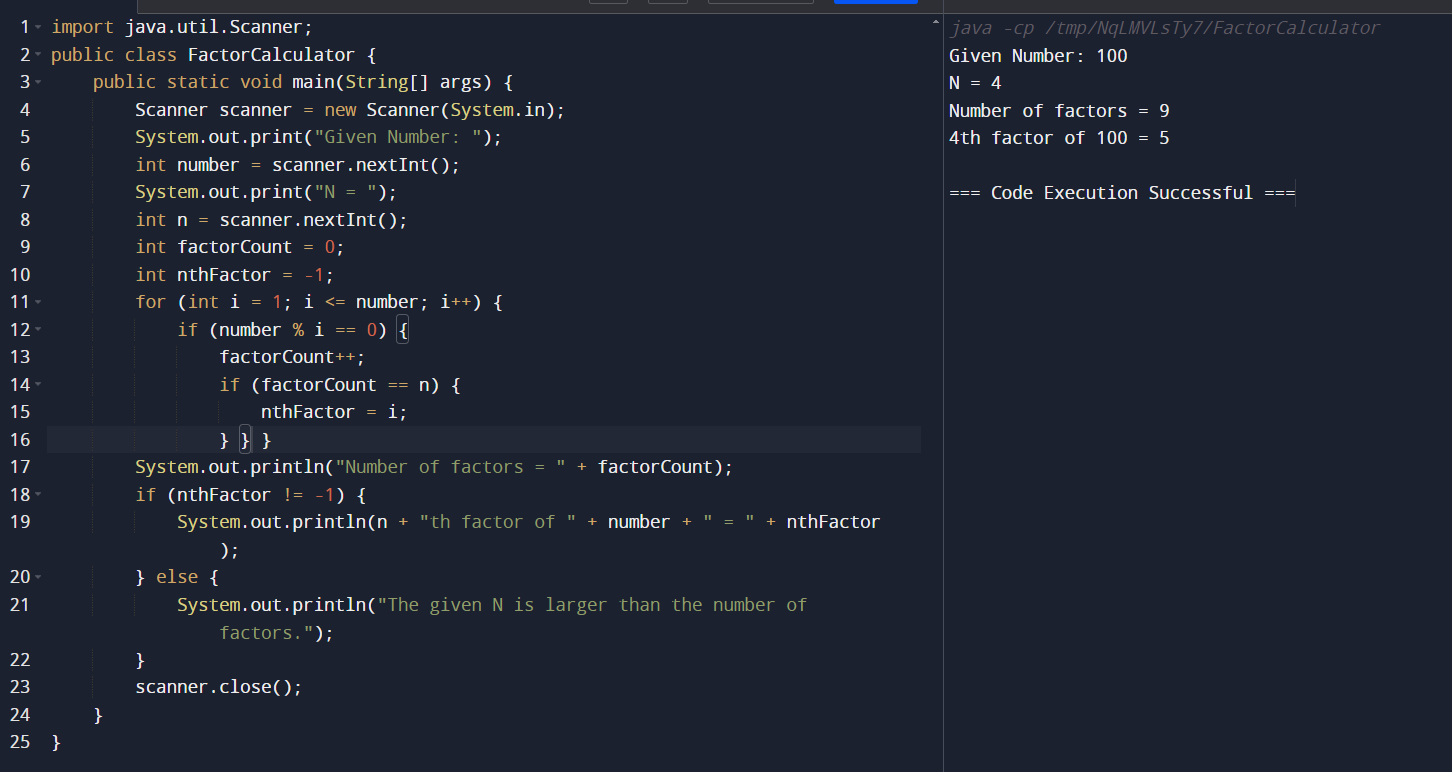 1 import java.util.Scanner;
2 public class FactorCalculator {
3 public static void main(String[] args) {
4 Scanner scanner = new Scanner(System.in);
5 System.out.print("Given Number: ");
6 int number = scanner.nextInt();
7 System.out.print("N = ");
8 int n = scanner.nextInt();
9 int factorCount = 0;
10 int nthFactor = -1;
11 for (int i = 1; i <= number; i++) {
12 if (number % i == 0) {
13 factorCount++;
14 if (factorCount == n) {
15 nthFactor = i;
16 } } }
17 System.out.println("Number of factors = " + factorCount);
18 if (nthFactor != -1) {
19 System.out.println(n + "th factor of " + number + " = " + nthFactor
);
20 } else {
21 System.out.println("The given N is larger than the number of
factors.");
22 }
23 scanner.close();
24 }
25 }
java -cp /tmp/NqLMVLsTy7/FactorCalculator
Given Number: 100
N = 4
Number of factors = 9
4th factor of 100 = 5
=== Code Execution Successful ===